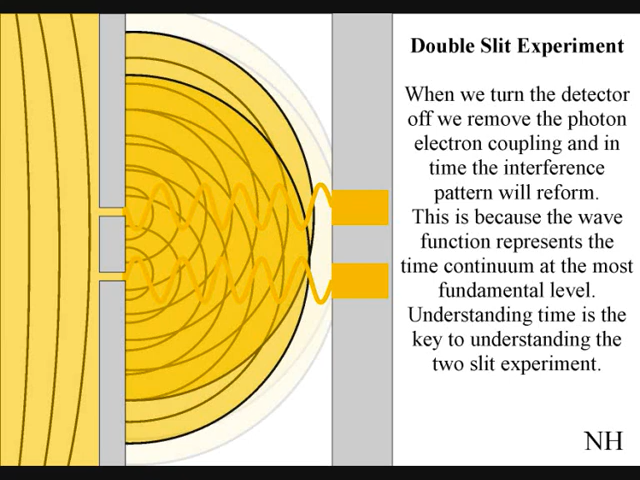 Double Slit Experiment
When we turn the detector
off we remove the photon
electron coupling and in
time the interference
pattern will reform.
This is because the wave
function represents the
time continuum at the most
fundamental level.
Understanding time is the
key to understanding the
two slit experiment.
NH